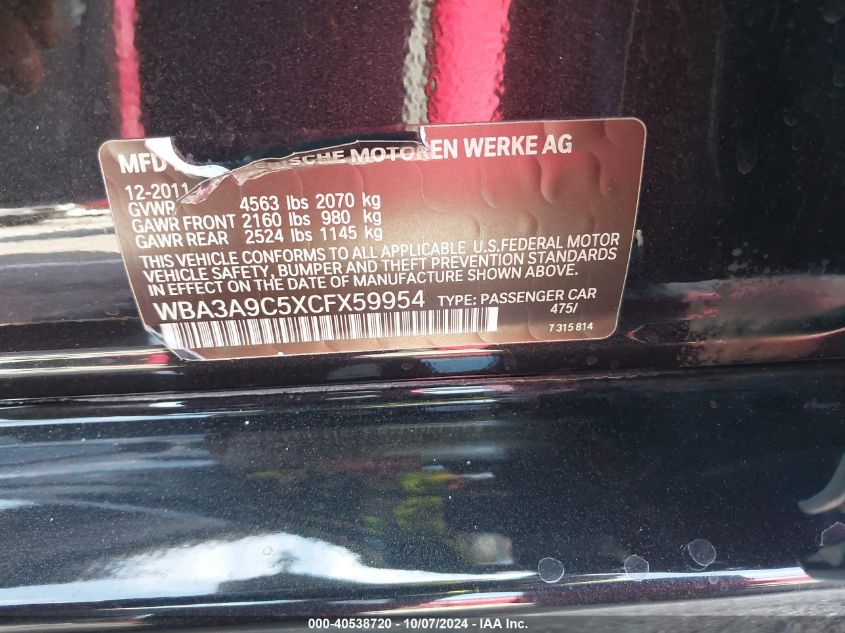 MFD SCHE MOTOREN WERKE AG
12-2011
GVWR 4563 lbs 2070 kg
GAWR FRONT 2160 lbs 980 kg
GAWR REAR 2524 lbs 1145 kg
THIS VEHICLE CONFORMS TO ALL APPLICABLE U.S.FEDERAL MOTOR
VEHICLE SAFETY, BUMPER AND THEFT PREVENTION STANDARDS
IN EFFECT ON THE DATE OF MANUFACTURE SHOWN ABOVE.
WBA3A9C5XCFX59954 TYPE: PASSENGER CAR
475/
7 315 814
000-40538720 - 10/07/2024 - IAA Inc.